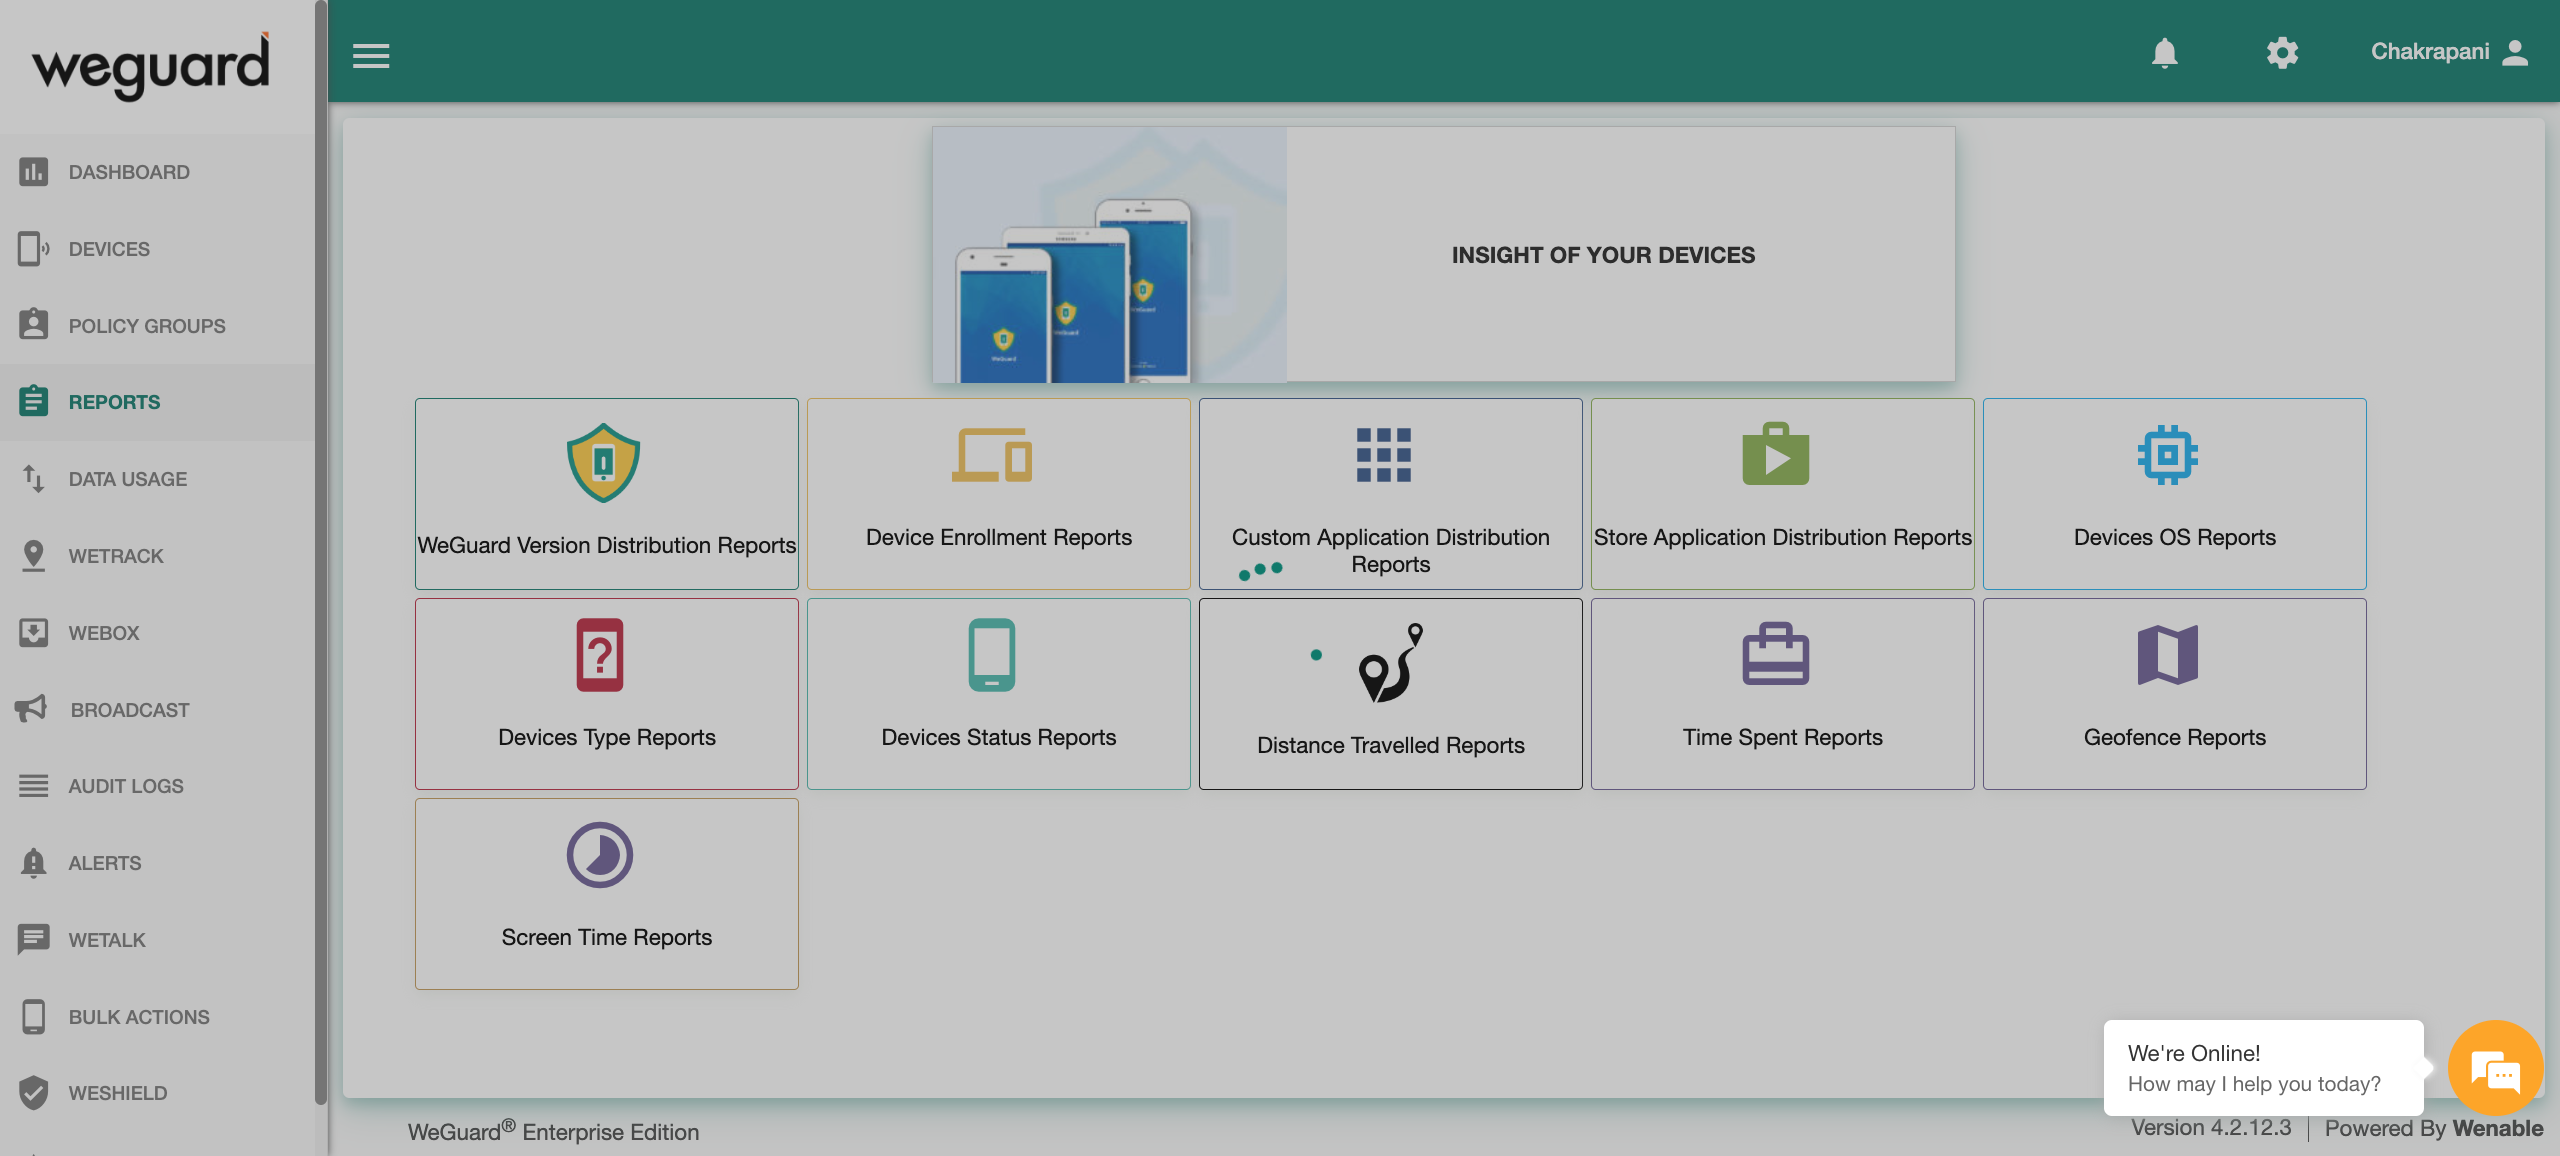 weguard
Chakrapani
DASHBOARD
DEVICES
POLICY GROUPS
REPORTS
DATA USAGE
WETRACK
WEBOX
BROADCAST
AUDIT LOGS
ALERTS
WETALK
BULK ACTIONS
WESHIELD
INSIGHT OF YOUR DEVICES
WeGuard Version Distribution Reports
Device Enrollment Reports
Custom Application Distribution
Reports
Store Application Distribution Reports
Devices OS Reports
Devices Type Reports
Devices Status Reports
Distance Travelled Reports
Time Spent Reports
Geofence Reports
Screen Time Reports
We're Online!
How may I help you today?
WeGuard® Enterprise Edition
Version 4.2.12.3 | Powered By Wenable